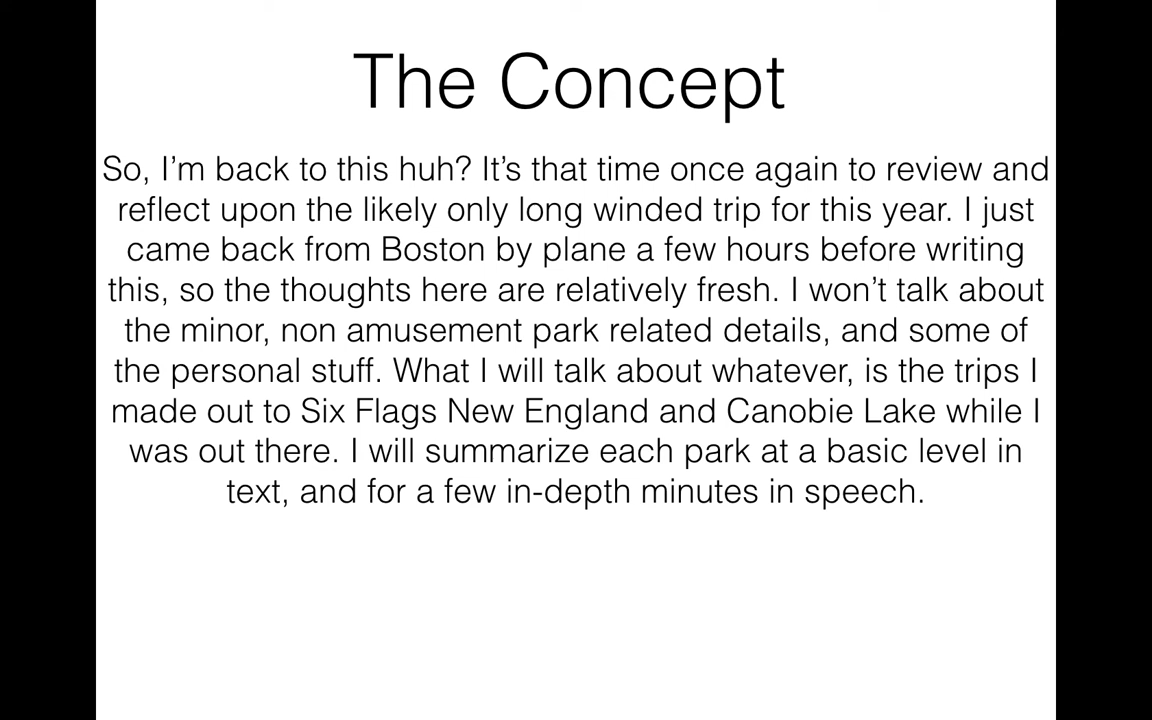 The Concept
So, I'm back to this huh? It's that time once again to review and
reflect upon the likely only long winded trip for this year. I just
came back from Boston by plane a few hours before writing
this, so the thoughts here are relatively fresh. I won't talk about
the minor, non amusement park related details, and some of
the personal stuff. What I will talk about whatever, is the trips I
made out to Six Flags New England and Canobie Lake while I
was out there. I will summarize each park at a basic level in
text, and for a few in-depth minutes in speech.